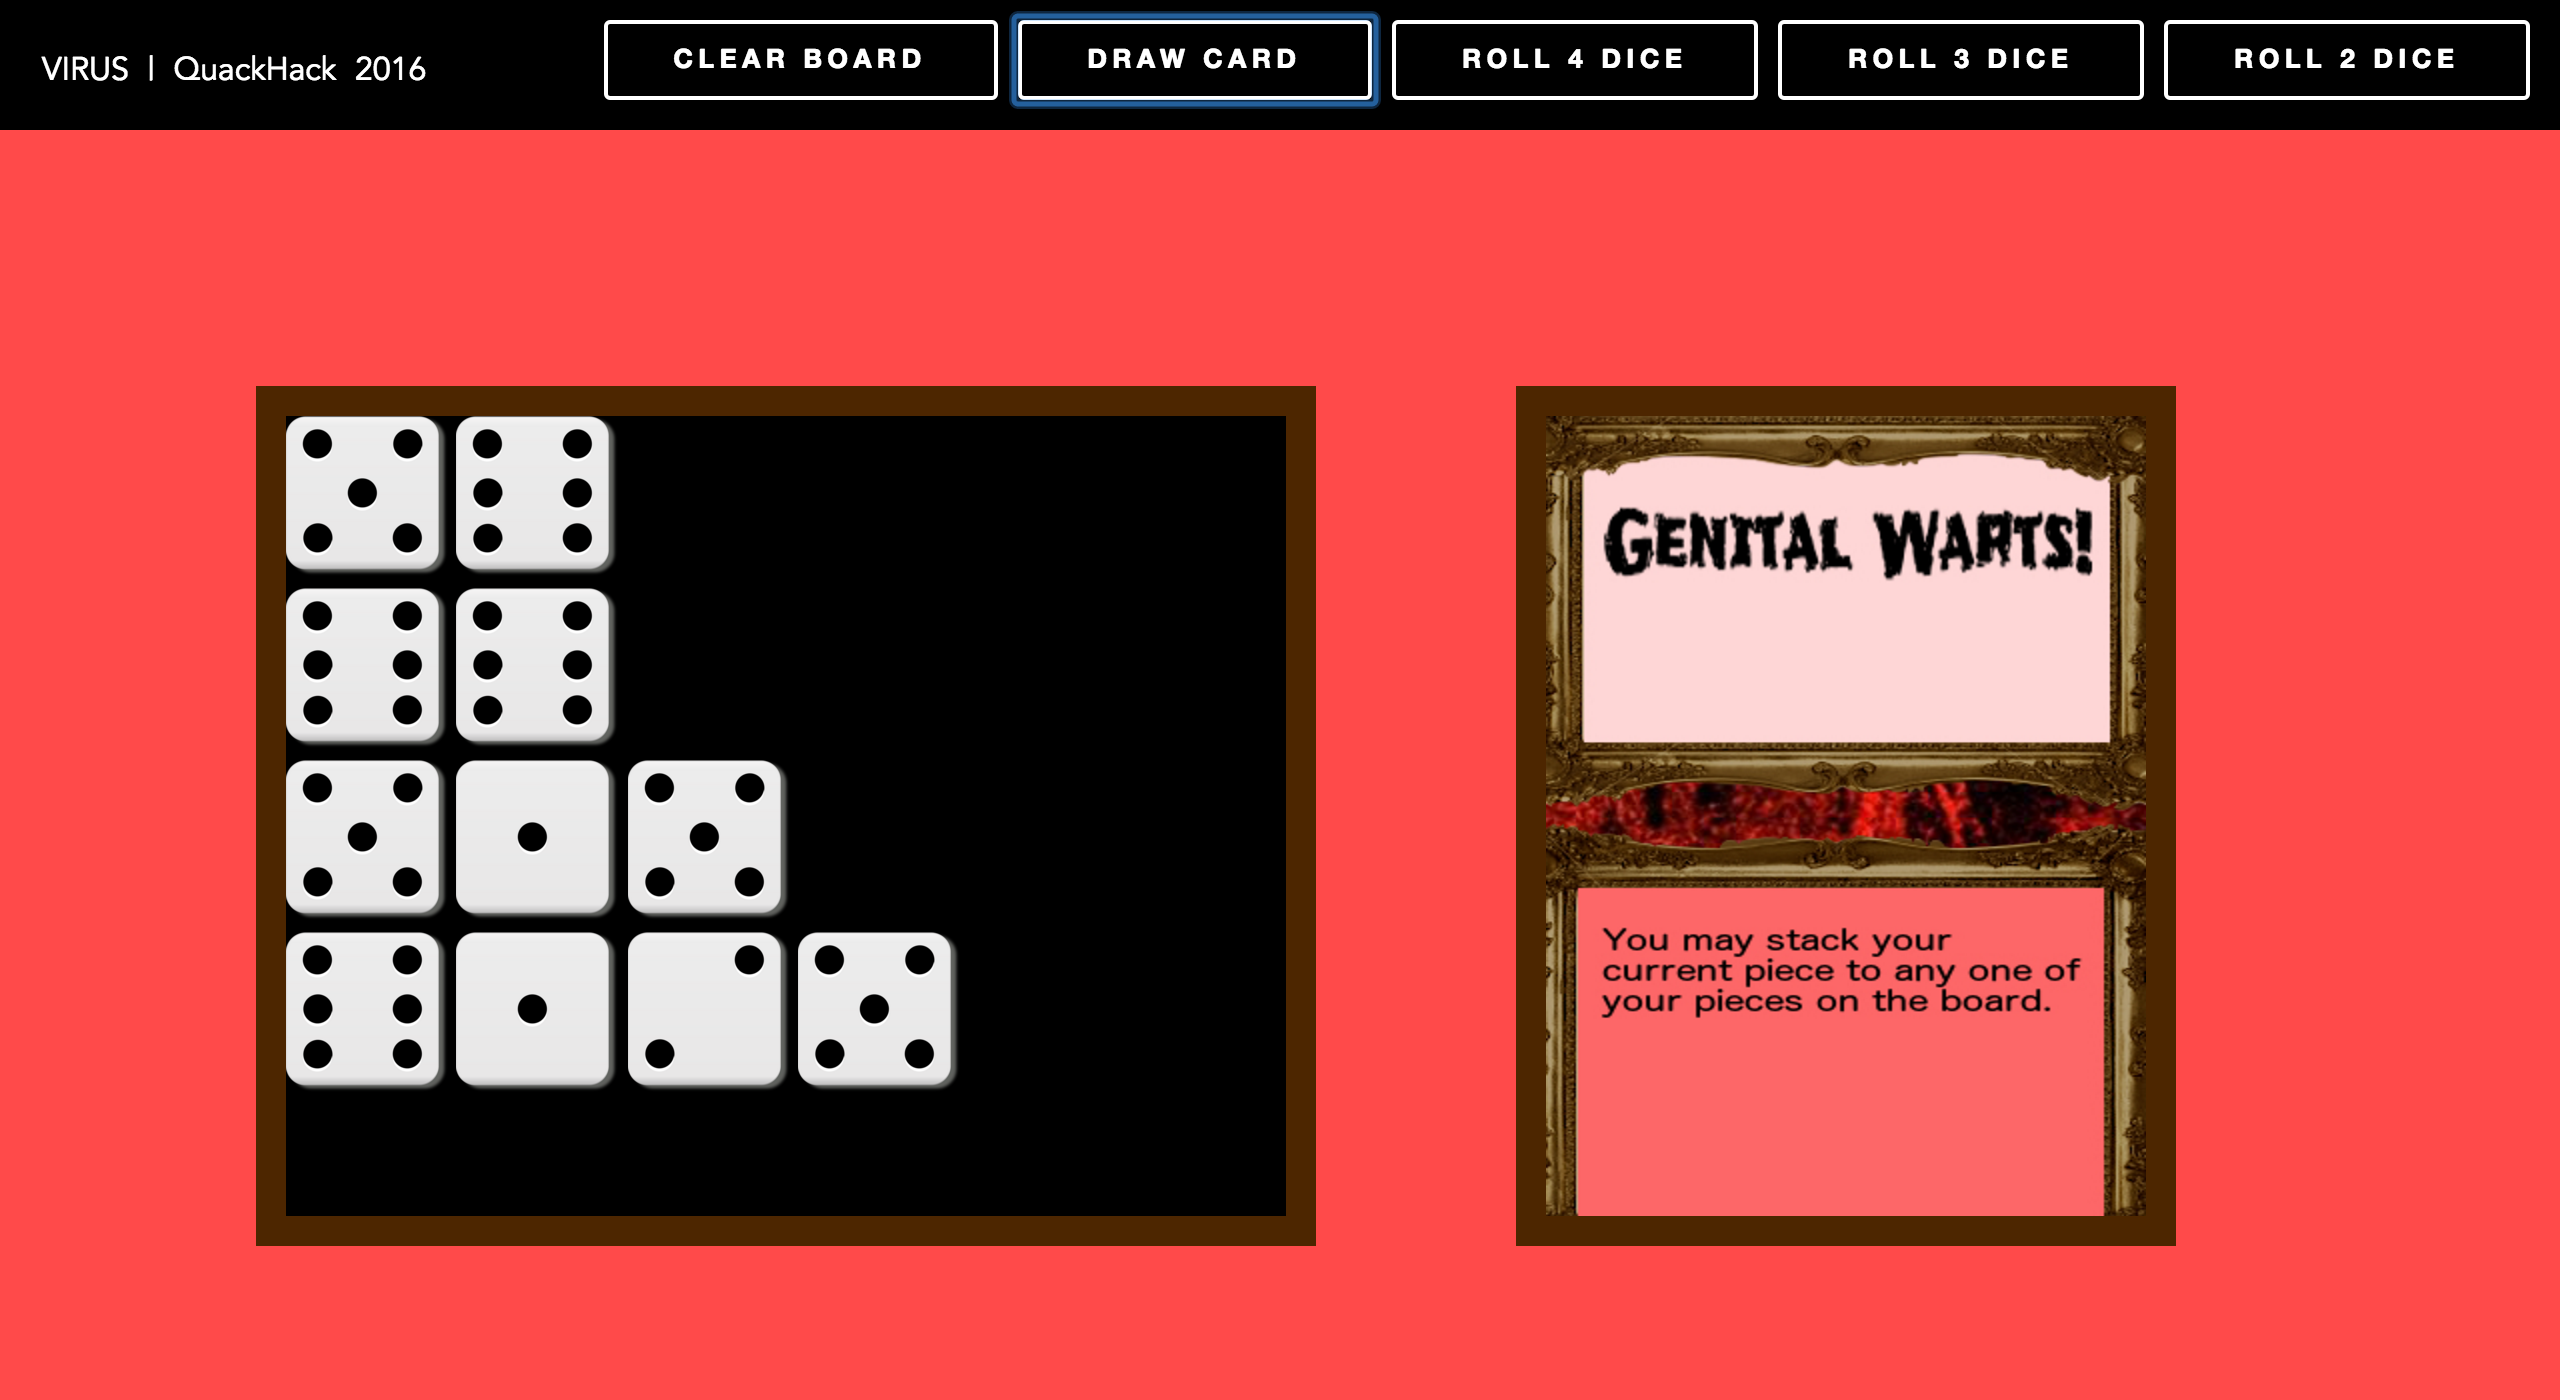 VIRUS | QuackHack 2016
CLEAR BOARD
DRAW CARD
ROLL 4 DICE
ROLL 3 DICE
ROLL 2 DICE
GENITAL WARTS!
You may stack your
current piece to any one of
your pieces on the board.